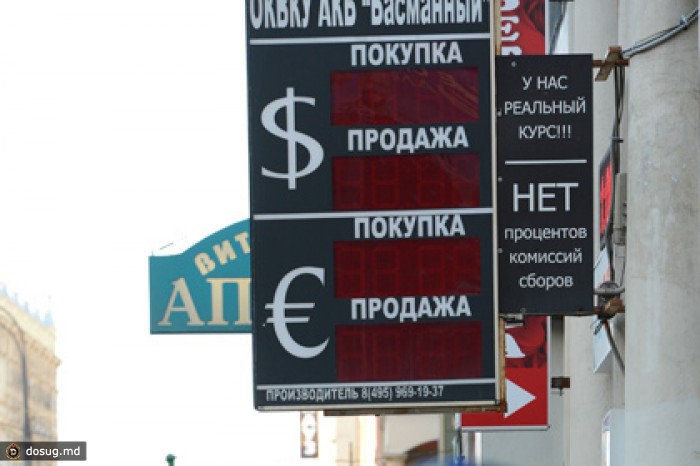 ОКВКУ АКБ "Басманный"
ПОКУПКА
$
ПРОДАЖА
ПОКУПКА
€
ПРОДАЖА
ПРОИЗВОДИТЕЛЬ 8(495) 969-19-37
У НАС
РЕАЛЬНЫЙ
КУРС!!!
НЕТ
процентов
комиссий
сборов
ВИТ
АП
dosug.md